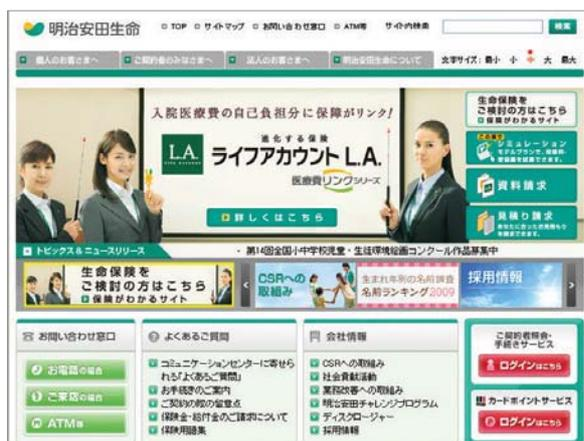 明治安田生命
TOP
サイトマップ
お問い合わせ窓口
ATM等
サイト内検索
検索
個人のお客さまへ
ご契約者のみなさまへ
法人のお客さまへ
明治安田生命について
文字サイズ：最小 小 中 大 最大
入院医療費の自己負担分に保障がリンク!
L.A.
進化する保険
ライフアカウント L.A.
医療費リンクシリーズ
詳しくはこちら
生命保険を
ご検討の方はこちら
保険がわかるサイト
シミュレーション
資料請求
見積り請求
トピックス&ニュースリリース
・第14回全国小中学校児童・生徒環境絵画コンクール作品募集中
生命保険を
ご検討の方はこちら
保険がわかるサイト
CSRへの
取組み
生まれ年別の名前調査
名前ランキング2009
採用情報
お問い合わせ窓口
お電話の場合
ご来店の場合
ATM等
よくあるご質問
コミュニケーションセンターに寄せら
れる「よくあるご質問」
お手続きのご案内
ご契約の際の留意点
保険金・給付金のご請求について
保険用語集
会社情報
CSRへの取組み
社会貢献活動
業務改善への取組み
明治安田チャレンジプログラム
ディスクロージャー
採用情報
ご契約者照会・
手続きサービス
ログインはこちら
カードポイントサービス
ログインはこちら